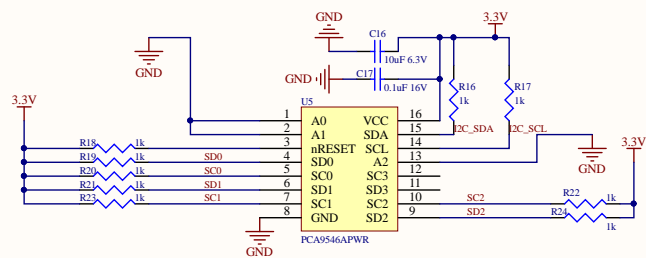 GND
C16
10uF 6.3V
3.3V
GND
GND
C17
0.1uF 16V
R16
1k
R17
1k
3.3V
U5
1 A0 VCC 16
2 A1 SDA 15 I2C_SDA I2C_SCL
R18 1k 3 nRESET SCL 14
R19 1k SD0 4 SD0 A2 13
R20 1k SC0 5 SC0 SC3 12
R21 1k SD1 6 SD1 SD3 11
R23 1k SC1 7 SC1 SC2 10 SC2 R22 1k
8 GND SD2 9 SD2 R24 1k
GND
3.3V
GND
PCA9546APWR